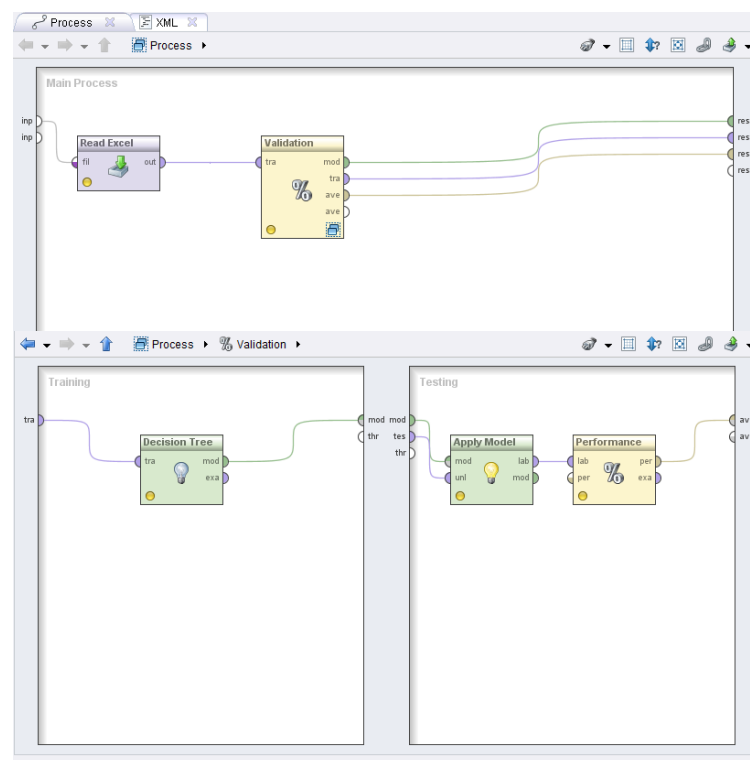 Process XML
Process
Main Process
inp res
inp res
Read Excel Validation
res
fil out tra mod
res
tra
ave
ave
Process Validation
Training Testing
tra mod mod av
thr tes av
Decision Tree Apply Model Performance
thr
tra mod mod lab lab per
exa unl mod per exa